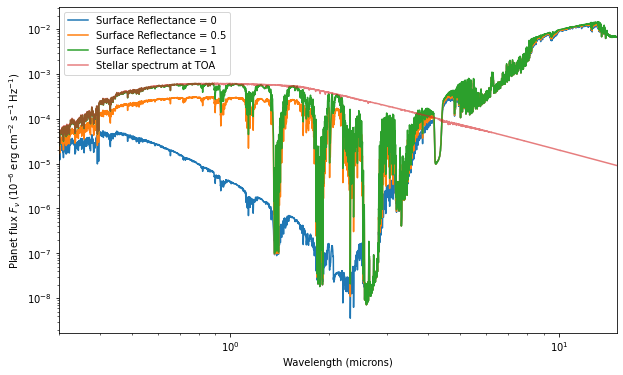 Surface Reflectance = 0
Surface Reflectance = 0.5
Surface Reflectance = 1
Stellar spectrum at TOA
Planet flux $F_\nu$ (10⁻⁶ erg cm⁻² s⁻¹ Hz⁻¹)
10⁻²
10⁻³
10⁻⁴
10⁻⁵
10⁻⁶
10⁻⁷
10⁻⁸
10⁰
10¹
Wavelength (microns)